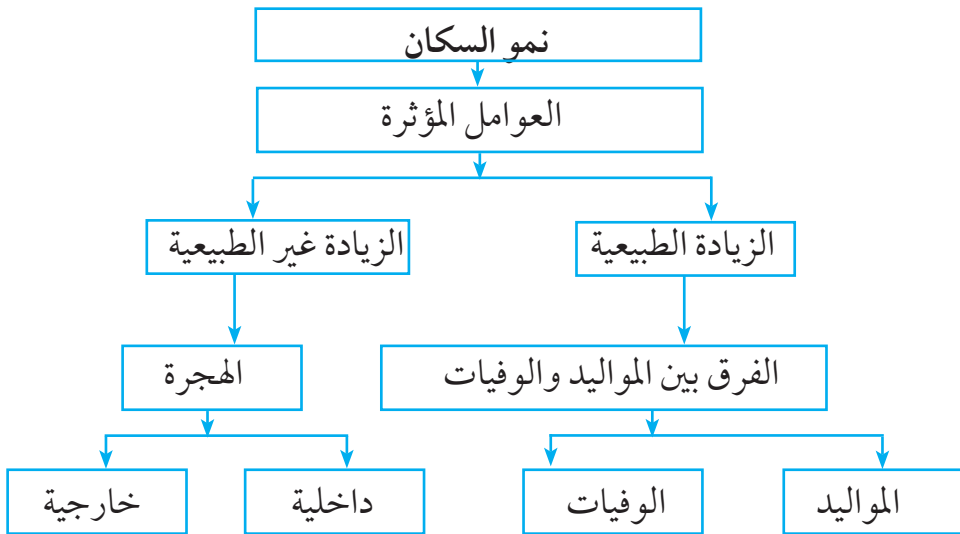 نمو السكان
العوامل المؤثرة
الزيادة الطبيعية
الزيادة غير الطبيعية
الفرق بين المواليد والوفيات
الهجرة
المواليد
الوفيات
داخلية
خارجية